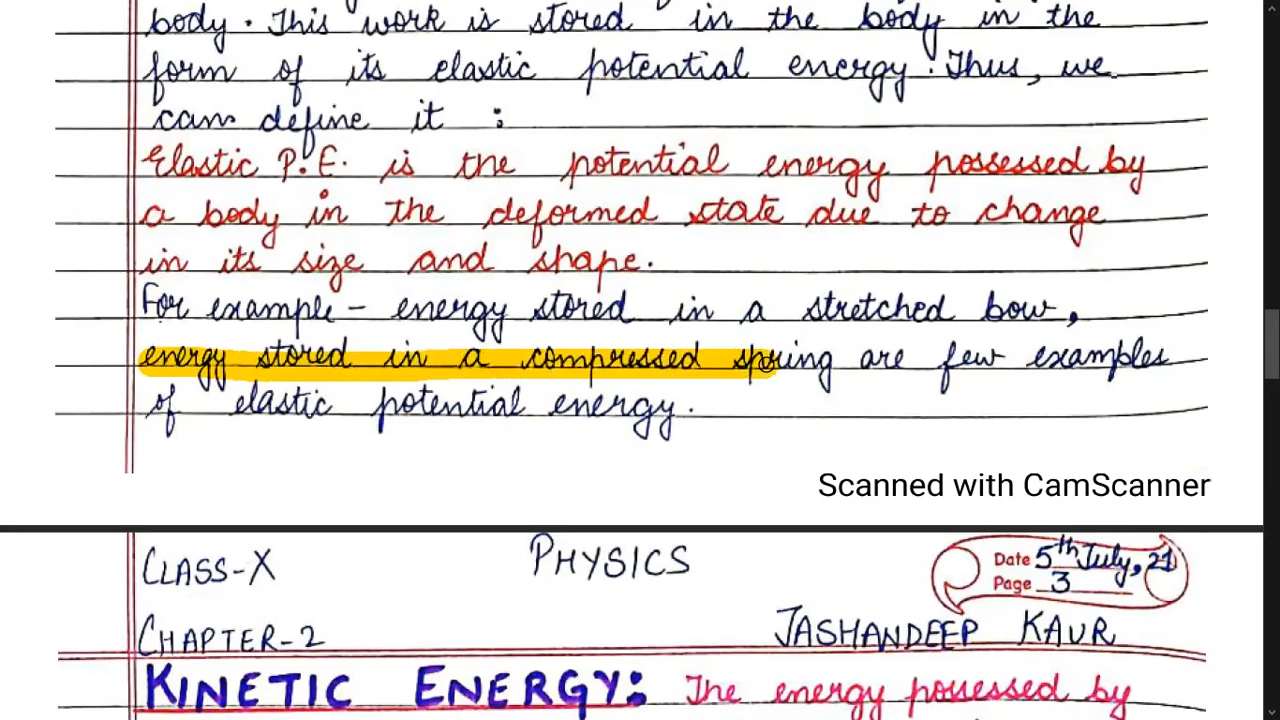 body. This work is stored in the body in the
form of its elastic potential energy. Thus, we
can define it :
Elastic P.E. is the potential energy possessed by
a body in the deformed state due to change
in its size and shape.
For example - energy stored in a stretched bow,
energy stored in a compressed spring are few examples
of elastic potential energy.
Scanned with CamScanner
CLASS-X PHYSICS Date 5th July, 21
Page 3
CHAPTER-2 JASHANDEEP KAUR
KINETIC ENERGY: The energy possessed by